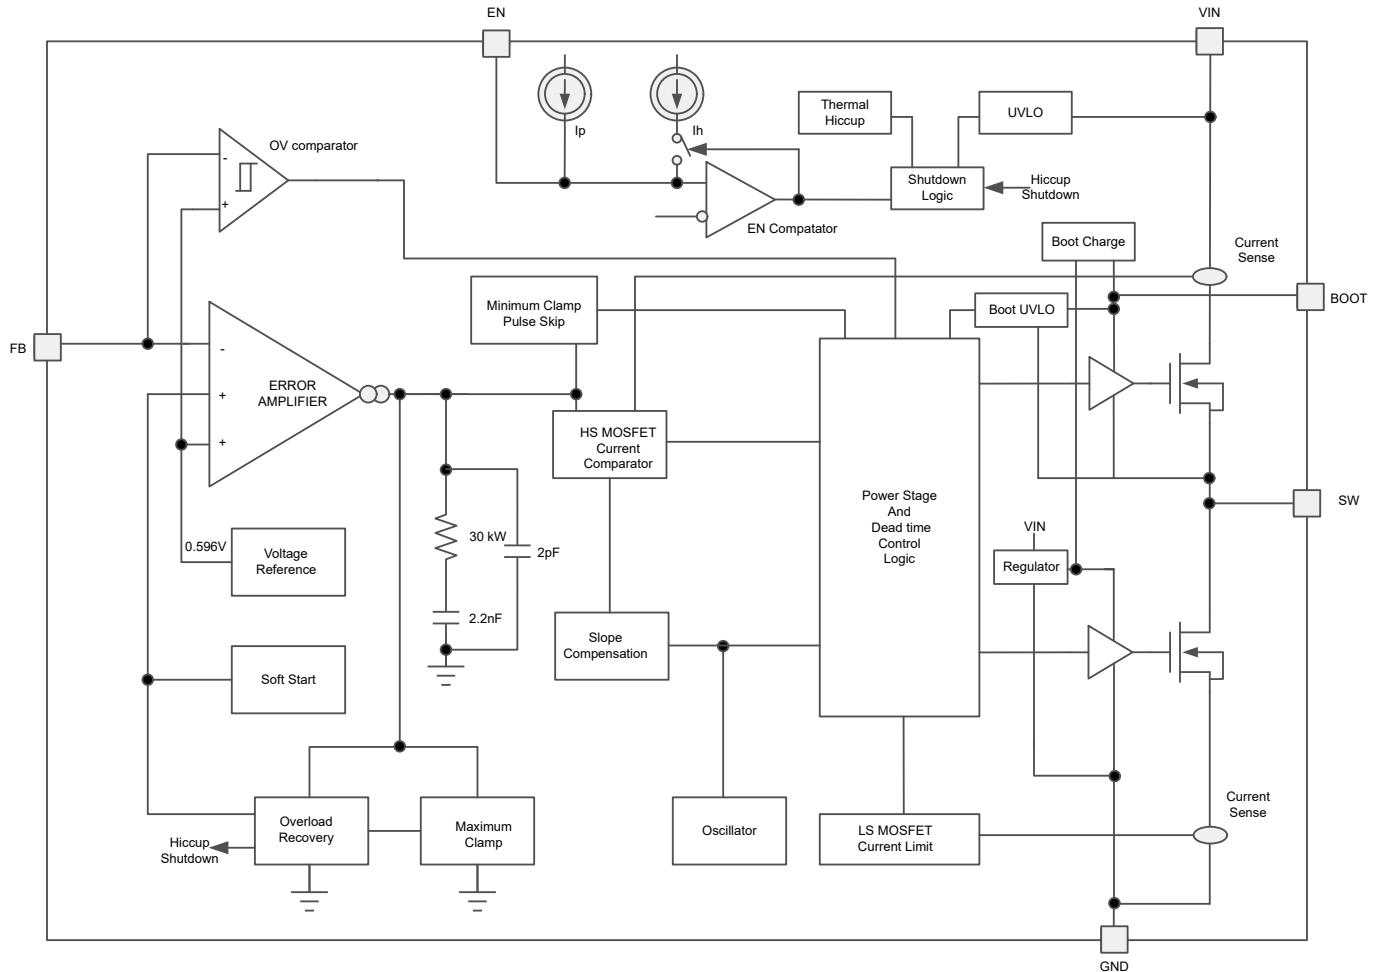 EN
VIN
Ip
Ih
Thermal
Hiccup
UVLO
OV comparator
-
+
Shutdown
Logic
Hiccup
Shutdown
EN Compatator
Boot Charge
Current
Sense
Minimum Clamp
Pulse Skip
Boot UVLO
BOOT
FB
-
ERROR
AMPLIFIER
+
+
HS MOSFET
Current
Comparator
Power Stage
And
Dead time
Control
Logic
SW
0.596V
Voltage
Reference
30 kW
2pF
2.2nF
VIN
Regulator
Slope
Compensation
Soft Start
Overload
Recovery
Maximum
Clamp
Hiccup
Shutdown
Oscillator
LS MOSFET
Current Limit
Current
Sense
GND